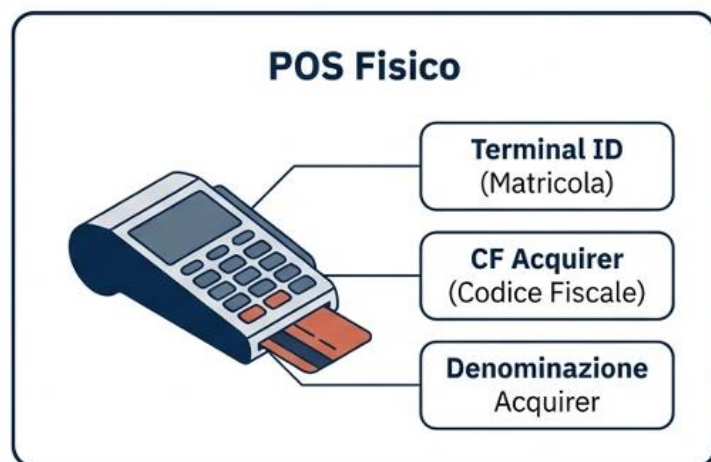 POS Fisico
Terminal ID
(Matricola)
CF Acquirer
(Codice Fiscale)
Denominazione
Acquirer